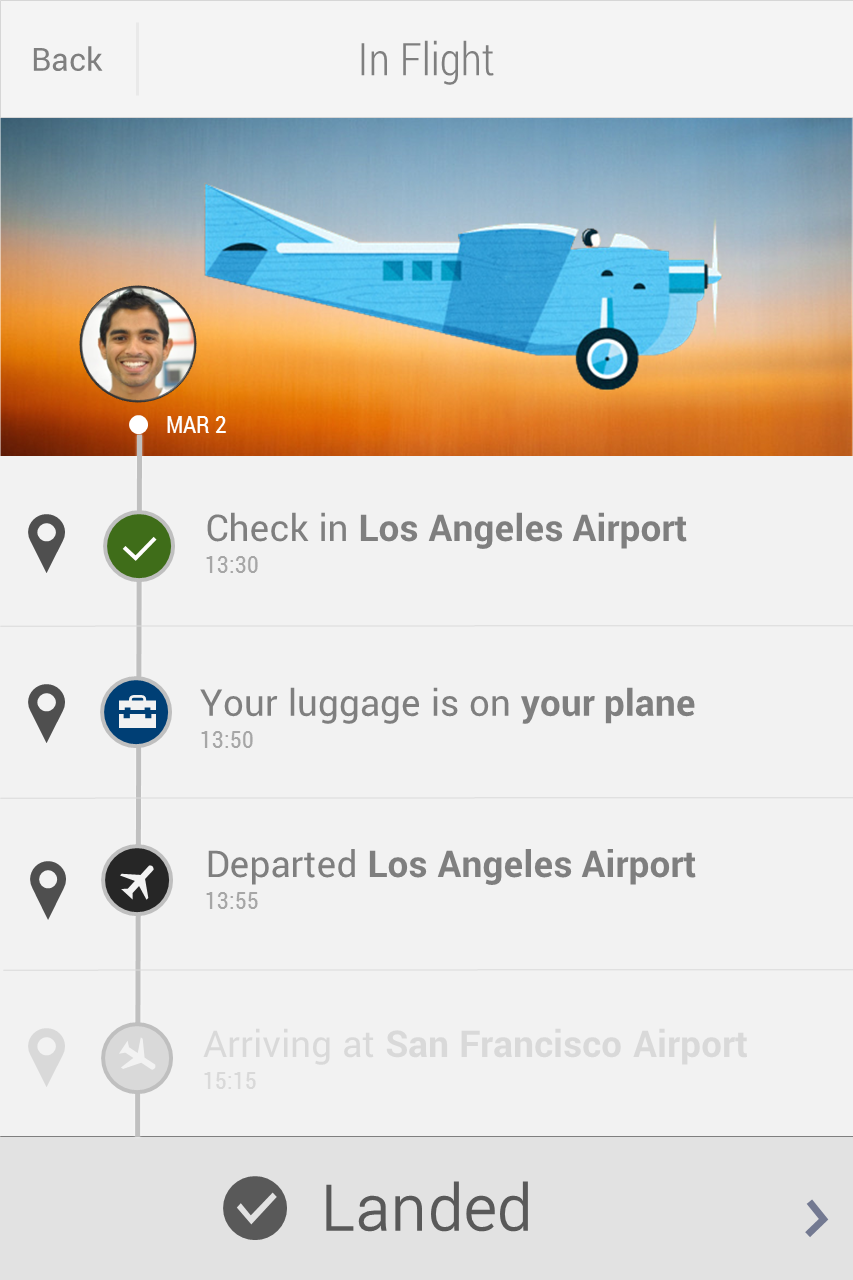 Back
In Flight
MAR 2
Check in Los Angeles Airport
13:30
Your luggage is on your plane
13:50
Departed Los Angeles Airport
13:55
Arriving at San Francisco Airport
15:15
Landed